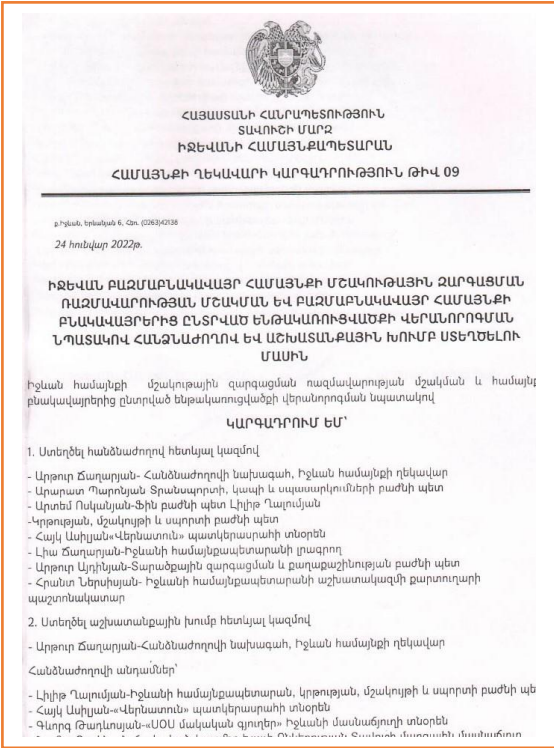 ՀԱՅԱՍՏԱՆԻ ՀԱՆՐԱՊԵՏՈՒԹՅՈՒՆ
ՏԱՎՈՒՇԻ ՄԱՐԶ
ԻՋԵՎԱՆԻ ՀԱՄԱՅՆՔԱՊԵՏԱՐԱՆ
ՀԱՄԱՅՆՔԻ ՂԵԿԱՎԱՐԻ ԿԱՐԳԱԴՐՈՒԹՅՈՒՆ ԹԻՎ 09
ք.Իջևան, Երևանյան 6, Հեռ. (0263)42138
24 հունվար 2022թ.
ԻՋԵՎԱՆ ԲԱԶՄԱԲՆԱԿԱՎԱՅՐ ՀԱՄԱՅՆՔԻ ՄՇԱԿՈՒԹԱՅԻՆ ԶԱՐԳԱՑՄԱՆ
ՌԱԶՄԱՎԱՐՈՒԹՅԱՆ ՄՇԱԿՄԱՆ ԵՎ ԲԱԶՄԱԲՆԱԿԱՎԱՅՐ ՀԱՄԱՅՆՔԻ
ԲՆԱԿԱՎԱՅՐԵՐԻՑ ԸՆՏՐՎԱԾ ԵՆԹԱԿԱՌՈՒՑՎԱԾՔԻ ՎԵՐԱՆՈՐՈԳՄԱՆ
ՆՊԱՏԱԿՈՎ ՀԱՆՁՆԱԺՈՂՈՎ ԵՎ ԱՇԽԱՏԱՆՔԱՅԻՆ ԽՈՒՄԲ ՍՏԵՂԾԵԼՈՒ
ՄԱՍԻՆ
Իջևան համայնքի մշակութային զարգացման ռազմավարության մշակման և համայնք
բնակավայրերից ընտրված ենթակառուցվածքի վերանորոգման նպատակով
ԿԱՐԳԱԴՐՈՒՄ ԵՄ՝
1. Ստեղծել հանձնաժողով հետևյալ կազմով
- Արթուր Ճաղարյան- Հանձնաժողովի նախագահ, Իջևան համայնքի ղեկավար
- Արարատ Պարոնյան Տրանսպորտի, կապի և սպասարկումների բաժնի պետ
- Արտեմ Ոսկանյան-Ֆին բաժնի պետ Լիլիթ Ղալումյան
-Կրթության, մշակույթի և սպորտի բաժնի պետ
- Հայկ Ասիլյան«Վերնատուն» պատկերասրահի տնօրեն
- Լիա Ճաղարյան-Իջևանի համայնքապետարանի լրագրող
- Արթուր Այդինյան-Տարածքային զարգացման և քաղաքաշինության բաժնի պետ
- Հրանտ Ներսիսյան- Իջևանի համայնքապետարանի աշխատակազմի քարտուղարի
պաշտոնակատար
2. Ստեղծել աշխատանքային խումբ հետևյալ կազմով
- Արթուր Ճաղարյան-Հանձնաժողովի նախագահ, Իջևան համայնքի ղեկավար
Հանձնաժողովի անդամներ՝
- Լիլիթ Ղալումյան-Իջևանի համայնքապետարան, կրթության, մշակույթի և սպորտի բաժնի պե
- Հայկ Ասիլյան-«Վերնատուն» պատկերասրահի տնօրեն
- Գևորգ Թադևոսյան-«ՍՕՍ մանկական գյուղեր» Իջևանի մասնաճյուղի տնօրեն